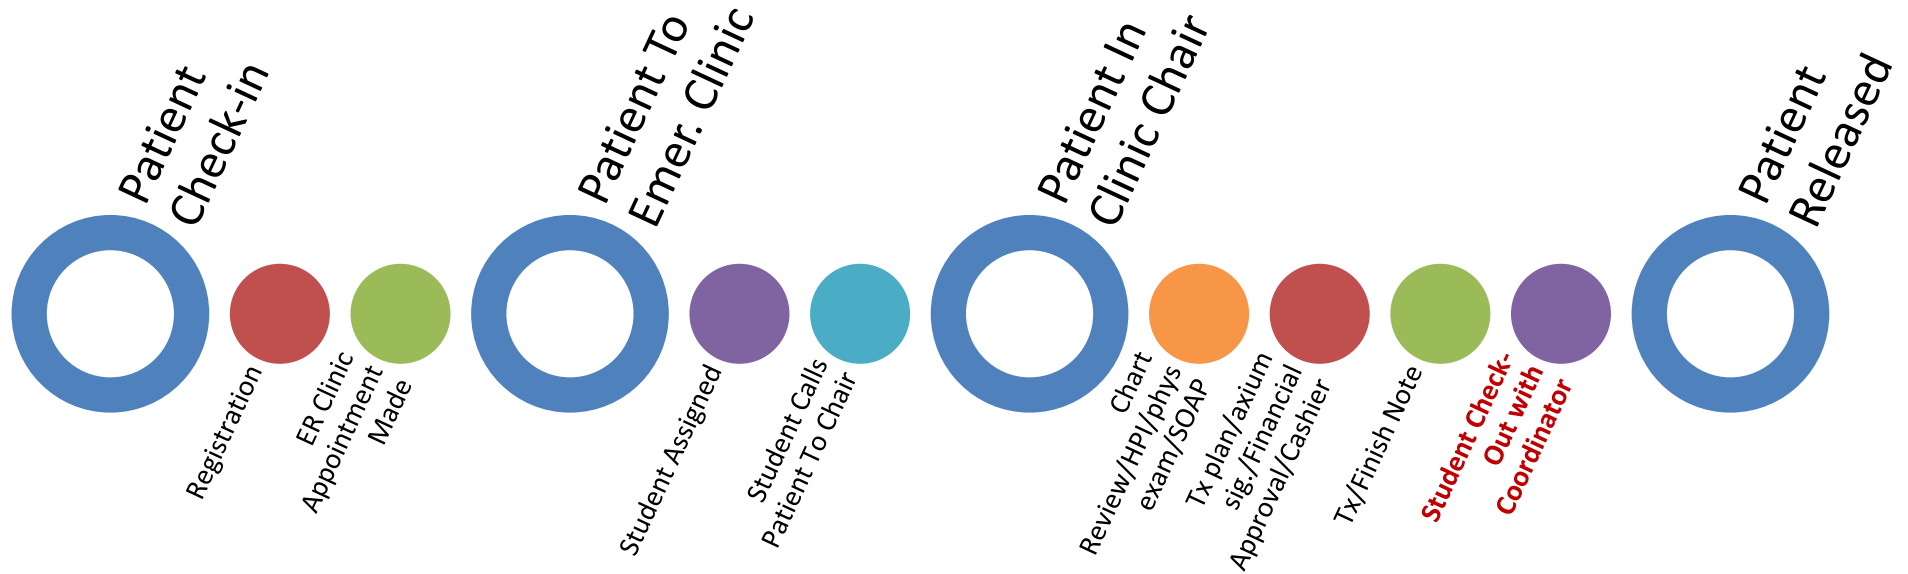 Patient
Check-in
Registration
ER Clinic
Appointment
Made
Patient To
Emer. Clinic
Student Assigned
Student Calls
Patient To Chair
Patient In
Clinic Chair
Chart
Review/HPI/phys
exam/SOAP
Tx plan/axium
sig./Financial
Approval/Cashier
Tx/Finish Note
Student Check-
Out with
Coordinator
Patient
Released